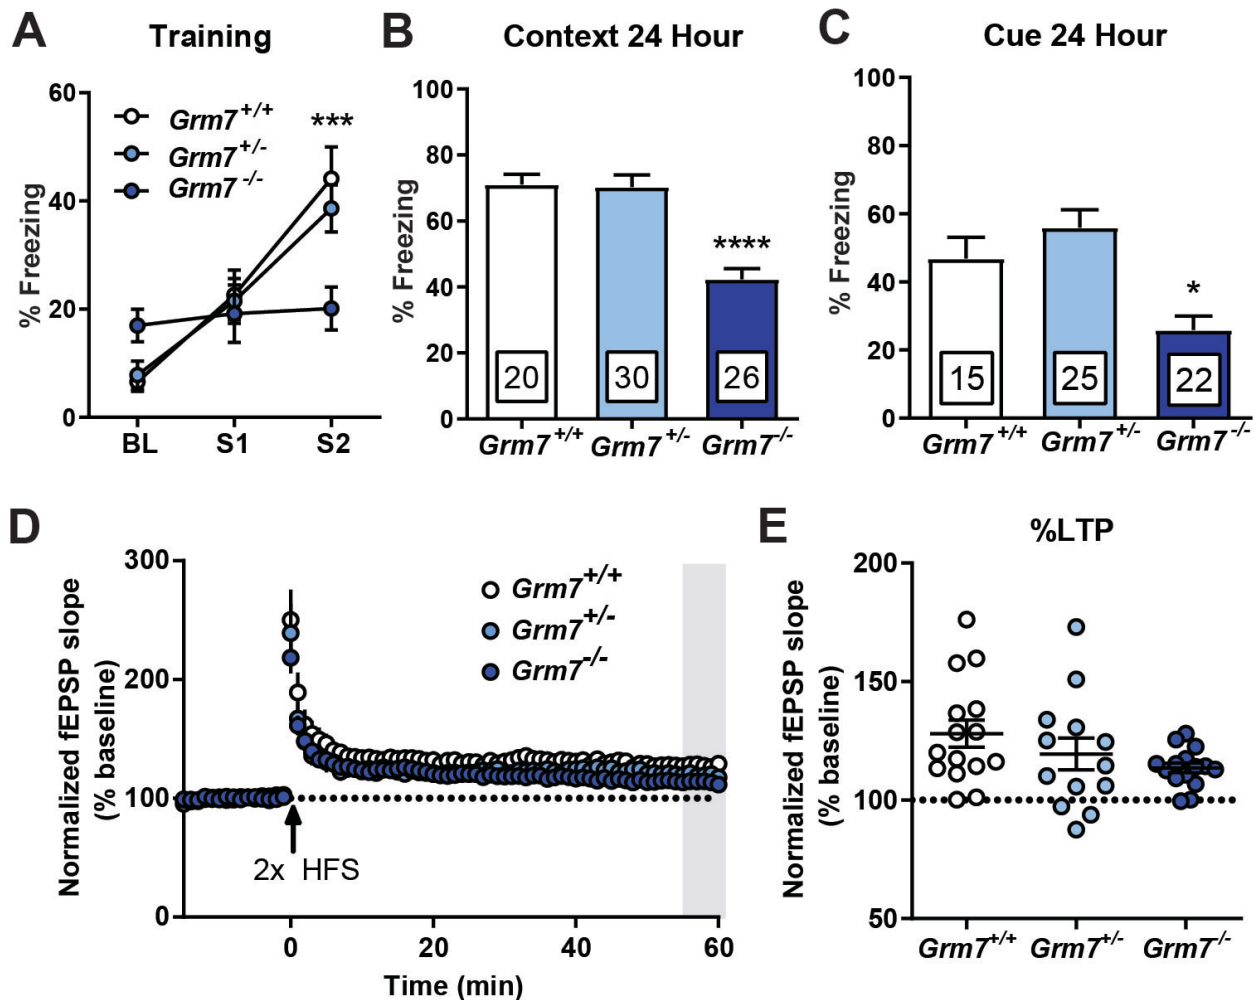 A
Training
% Freezing
60
40
20
0
Grm7+/+
Grm7+/-
Grm7-/-
***
BL S1 S2
B
Context 24 Hour
% Freezing
100
80
60
40
20
0
****
20 30 26
Grm7+/+ Grm7+/- Grm7-/-
C
Cue 24 Hour
% Freezing
100
80
60
40
20
0
*
15 25 22
Grm7+/+ Grm7+/- Grm7-/-
D
Normalized fEPSP slope
(% baseline)
300
200
100
0
Grm7+/+
Grm7+/-
Grm7-/-
2x HFS
0 20 40 60
Time (min)
E
%LTP
Normalized fEPSP slope
(% baseline)
200
150
100
50
Grm7+/+ Grm7+/- Grm7-/-